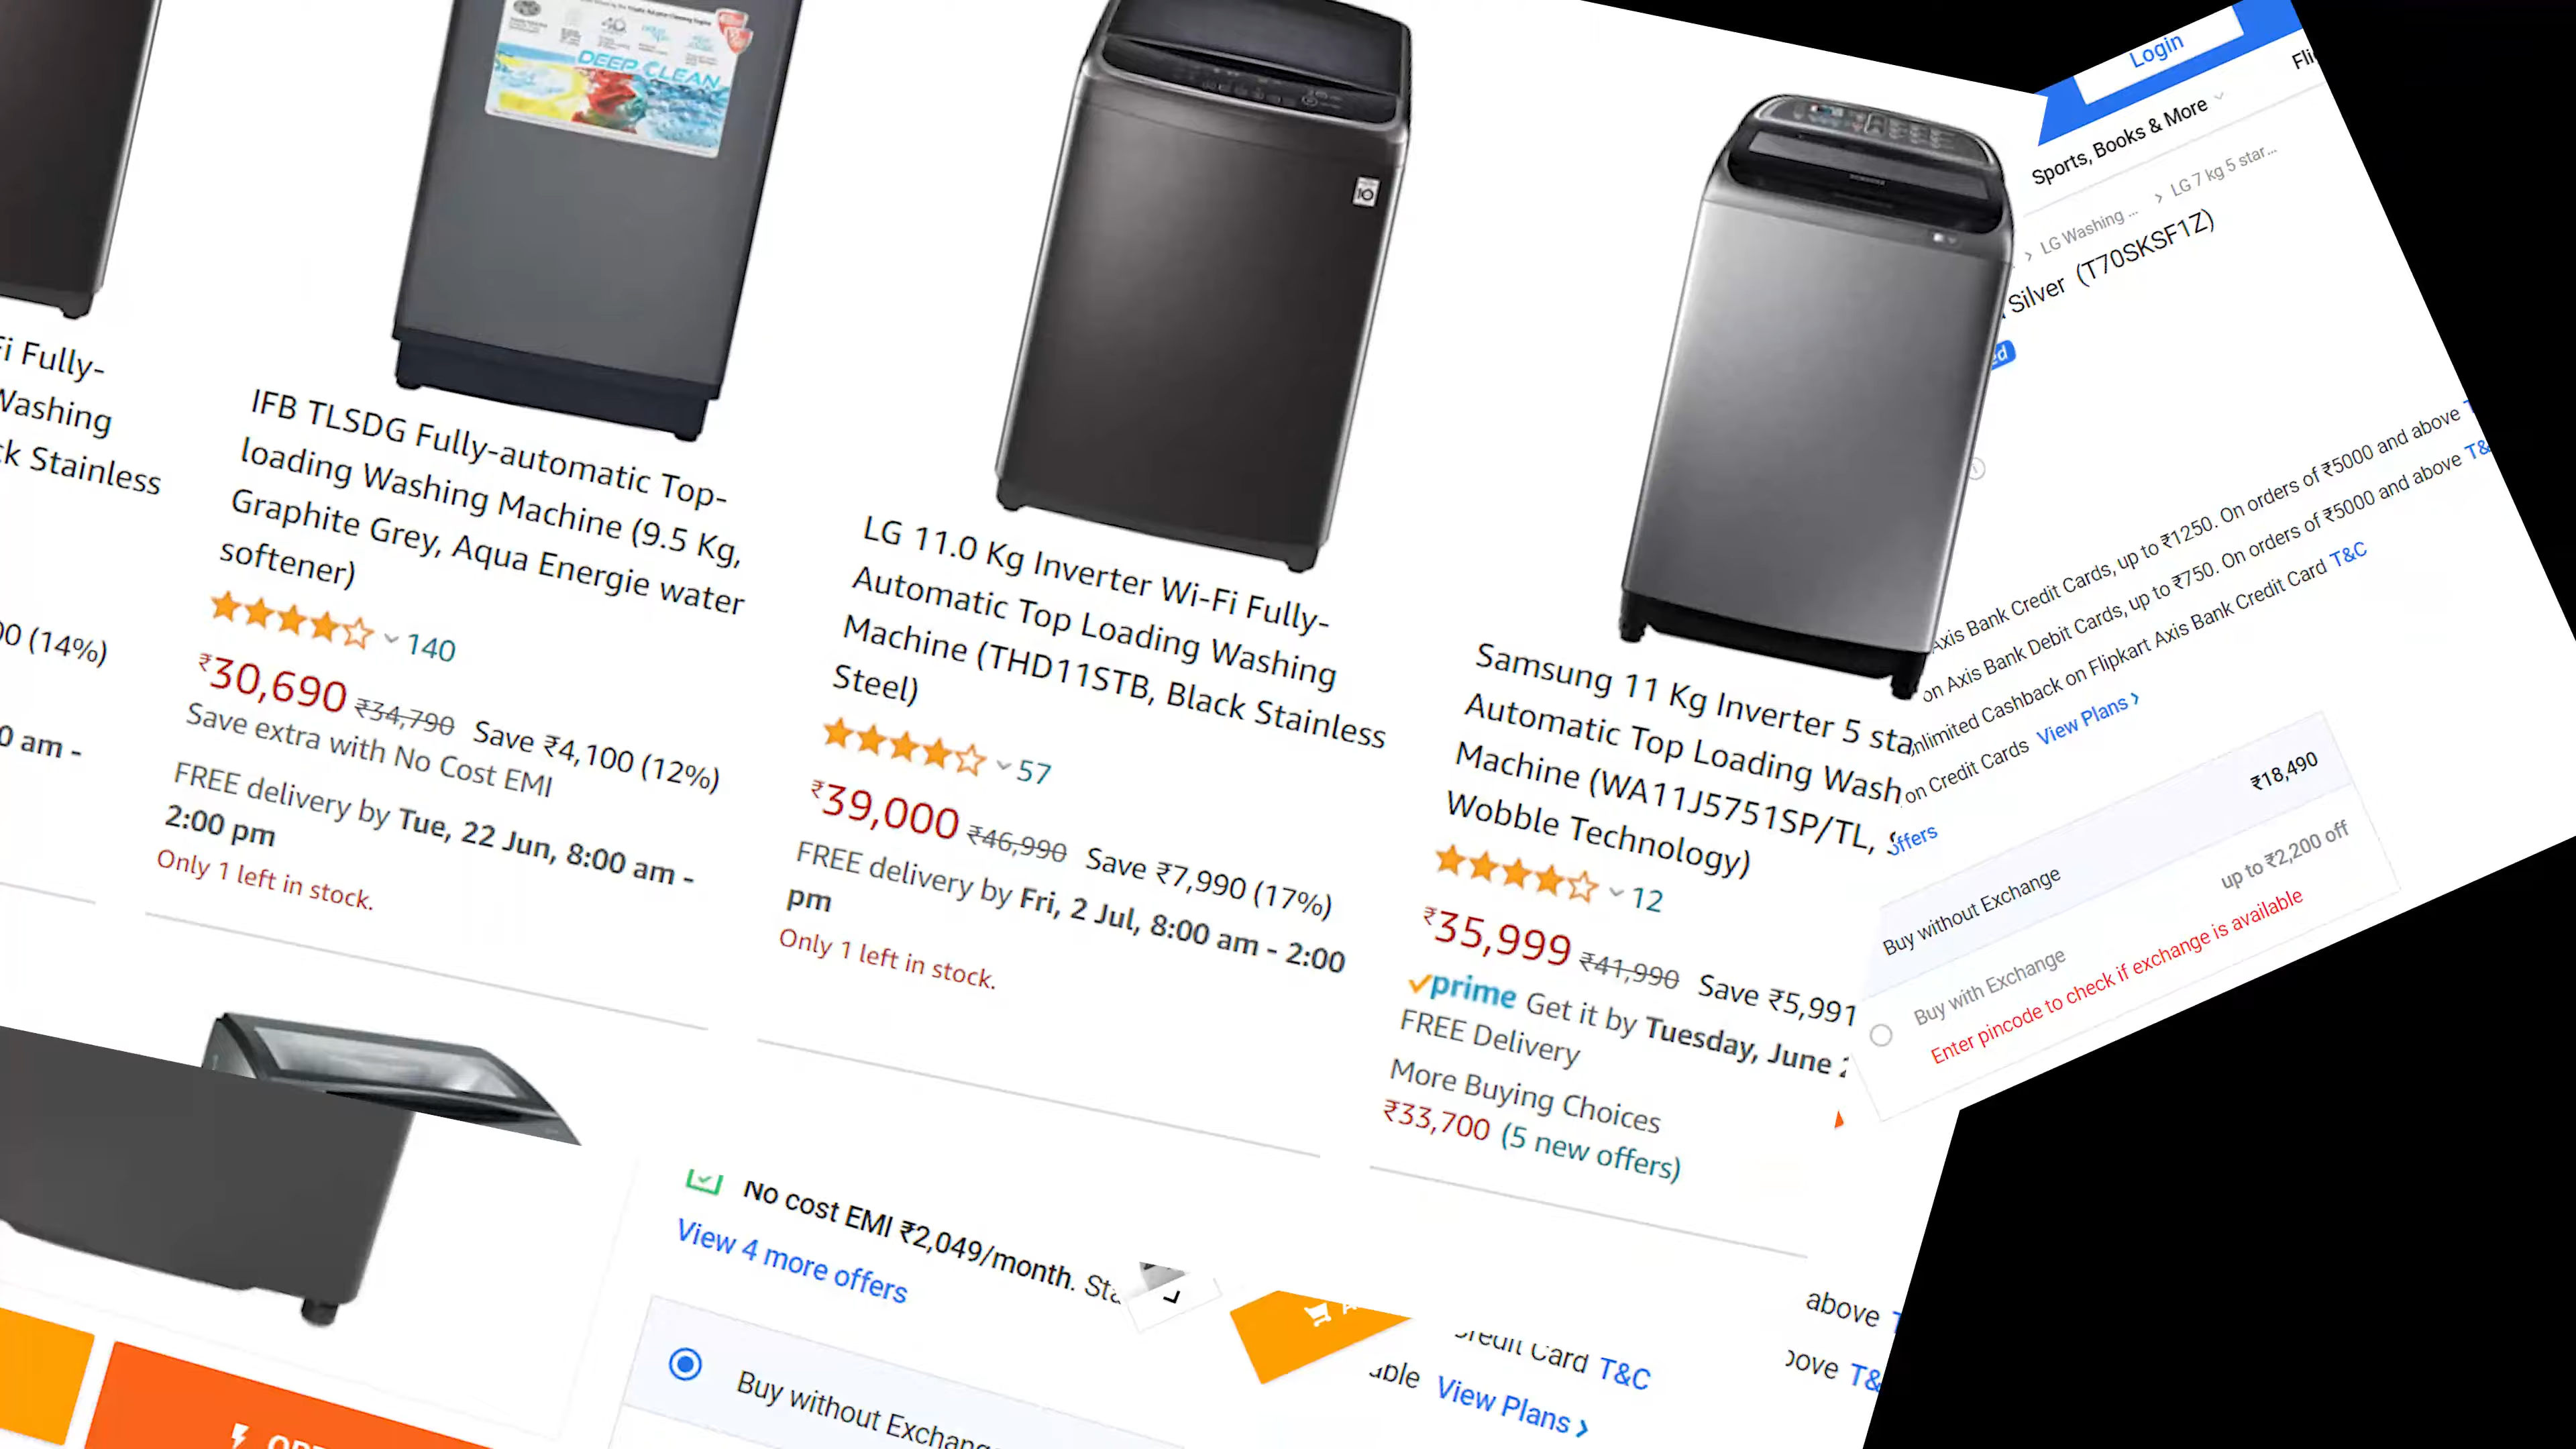 DEEP CLEAN
Fi Fully-
Washing
ck Stainless
00 (14%)
0 am -
IFB TLSDG Fully-automatic Top-
loading Washing Machine (9.5 Kg,
Graphite Grey, Aqua Energie water
softener)
140
₹30,690 ₹34,790 Save ₹4,100 (12%)
Save extra with No Cost EMI
FREE delivery by Tue, 22 Jun, 8:00 am -
2:00 pm
Only 1 left in stock.
LG 11.0 Kg Inverter Wi-Fi Fully-
Automatic Top Loading Washing
Machine (THD11STB, Black Stainless
Steel)
57
₹39,000 ₹46,990 Save ₹7,990 (17%)
FREE delivery by Fri, 2 Jul, 8:00 am - 2:00
pm
Only 1 left in stock.
SAMSUNG
Samsung 11 Kg Inverter 5 sta
Automatic Top Loading Wash
Machine (WA11J5751SP/TL, S
Wobble Technology)
12
₹35,999 ₹41,990 Save ₹5,991
prime Get it by Tuesday, June 2
FREE Delivery
More Buying Choices
₹33,700 (5 new offers)
Login
Sports, Books & More
Fli
> LG Washing ... > LG 7 kg 5 star...
Silver (T70SKSF1Z)
ed
Axis Bank Credit Cards, up to ₹1250. On orders of ₹5000 and above T
on Axis Bank Debit Cards, up to ₹750. On orders of ₹5000 and above T&
nlimited Cashback on Flipkart Axis Bank Credit Card T&C
on Credit Cards View Plans >
offers
Buy without Exchange ₹18,490
Buy with Exchange up to ₹2,200 off
Enter pincode to check if exchange is available
No cost EMI ₹2,049/month. Sta
View 4 more offers
Buy without Exchang
Credit Card T&C
able View Plans >
above T
bove T&